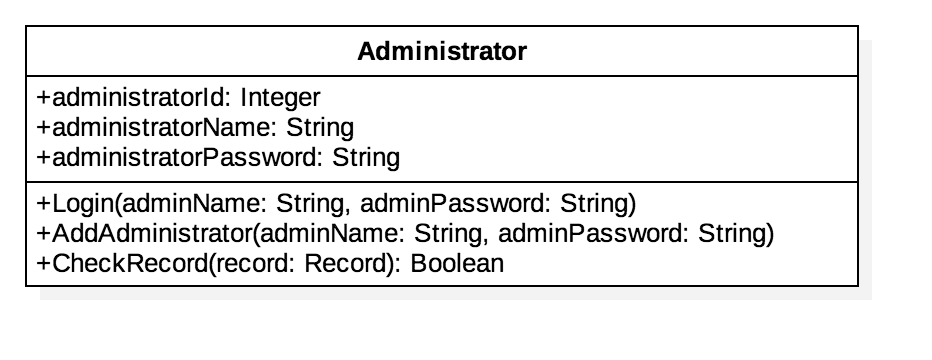 Administrator
+administratorId: Integer
+administratorName: String
+administratorPassword: String
+Login(adminName: String, adminPassword: String)
+AddAdministrator(adminName: String, adminPassword: String)
+CheckRecord(record: Record): Boolean